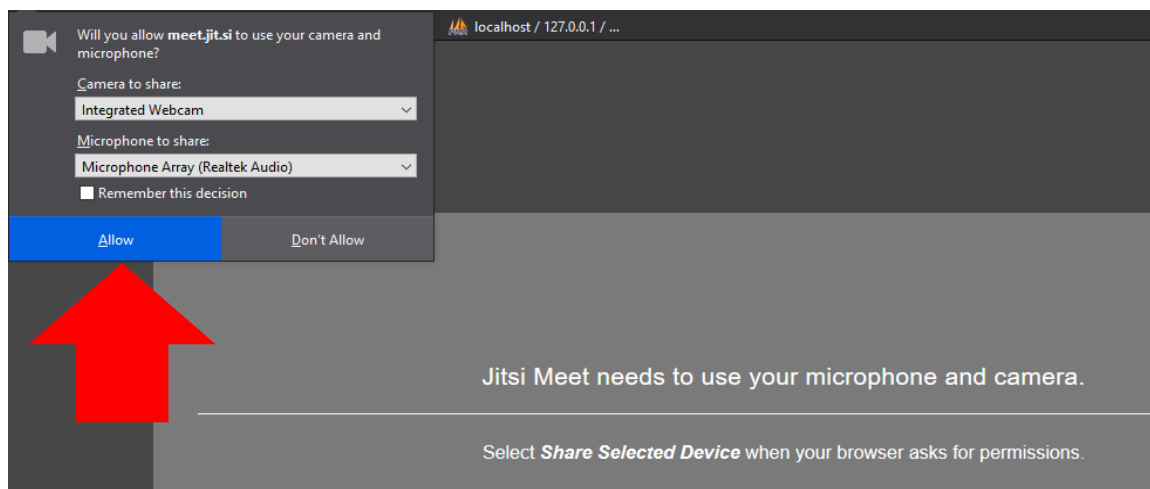 Will you allow meet.jit.si to use your camera and
microphone?
localhost / 127.0.0.1 / ...
Camera to share:
Integrated Webcam
Microphone to share:
Microphone Array (Realtek Audio)
Remember this decision
Allow
Don't Allow
Jitsi Meet needs to use your microphone and camera.
Select Share Selected Device when your browser asks for permissions.